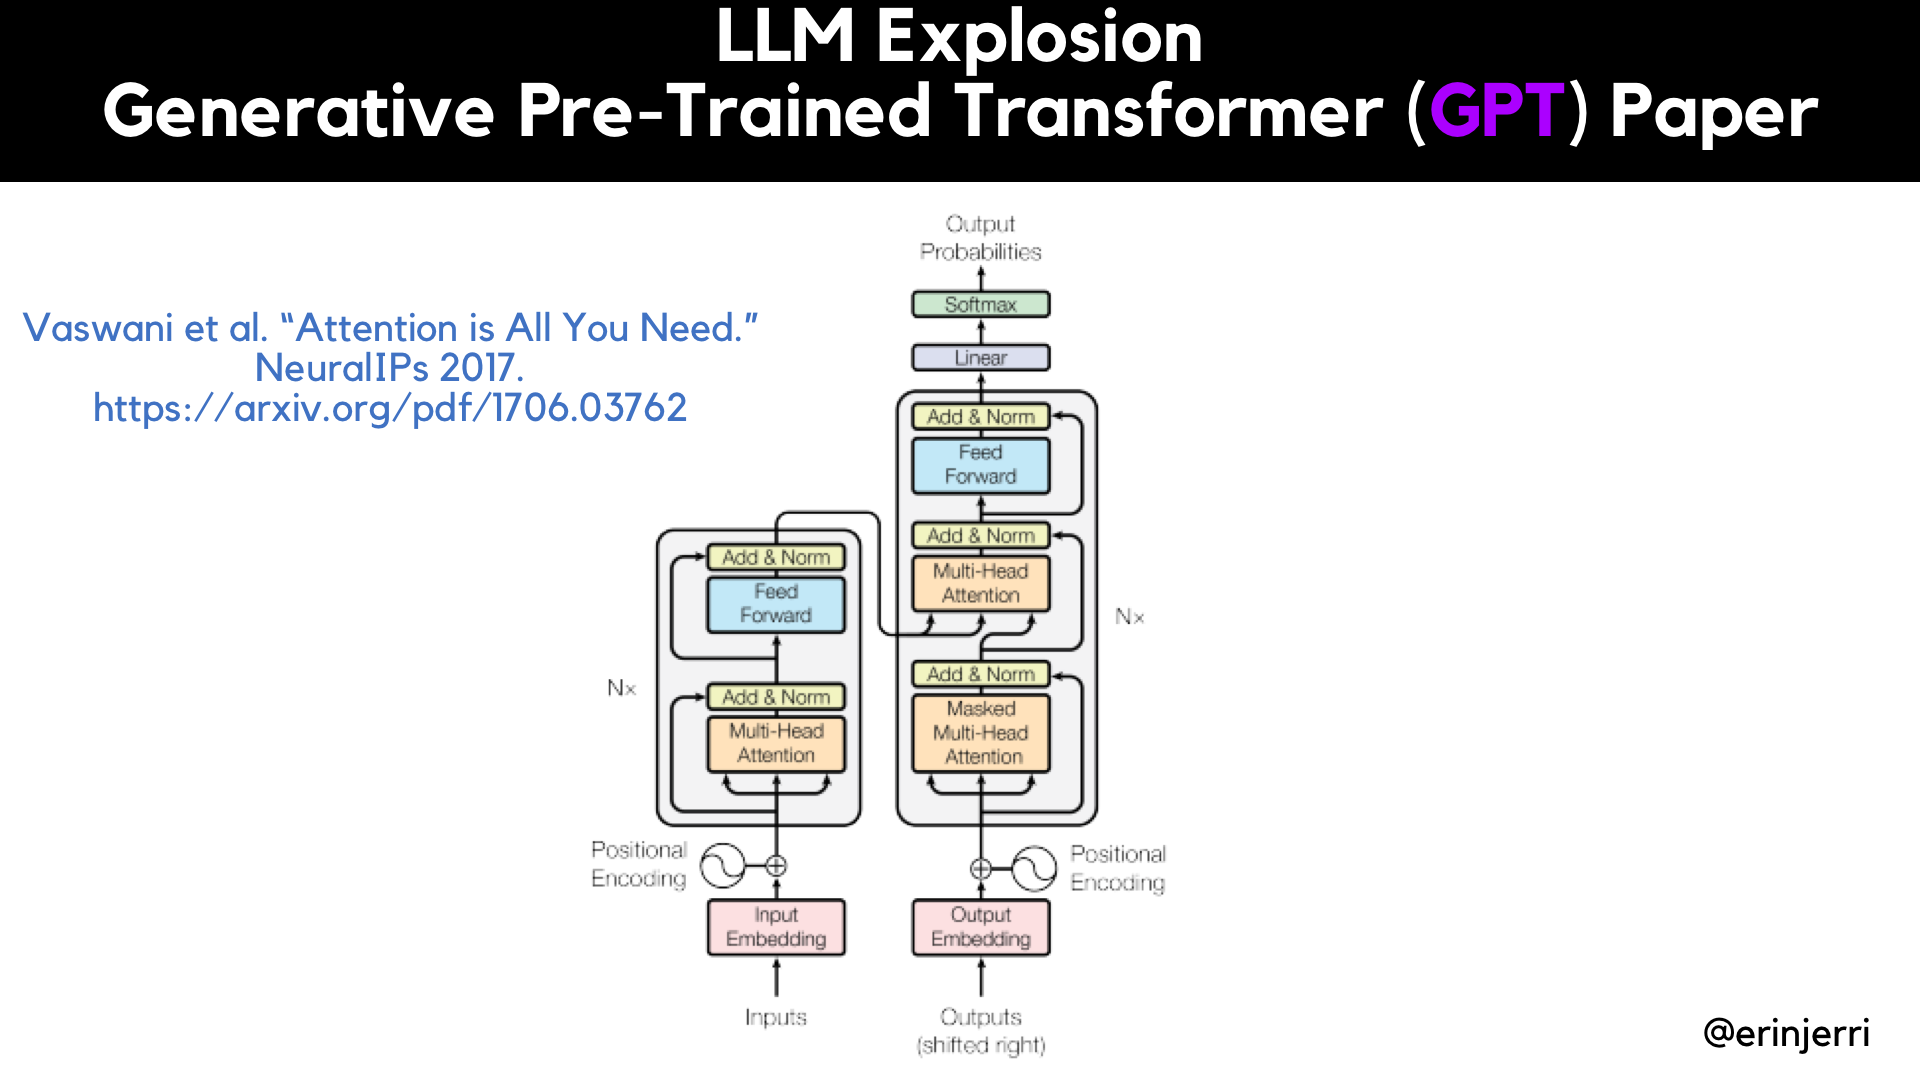 LLM Explosion
Generative Pre-Trained Transformer (GPT) Paper
Vaswani et al. “Attention is All You Need.”
NeuralIPs 2017.
https://arxiv.org/pdf/1706.03762
Output
Probabilities
Softmax
Linear
Add & Norm
Feed
Forward
Add & Norm
Multi-Head
Attention
Nx
Add & Norm
Masked
Multi-Head
Attention
Add & Norm
Feed
Forward
Nx
Add & Norm
Multi-Head
Attention
Positional
Encoding
Positional
Encoding
Input
Embedding
Output
Embedding
Inputs
Outputs
(shifted right)
@erinjerri